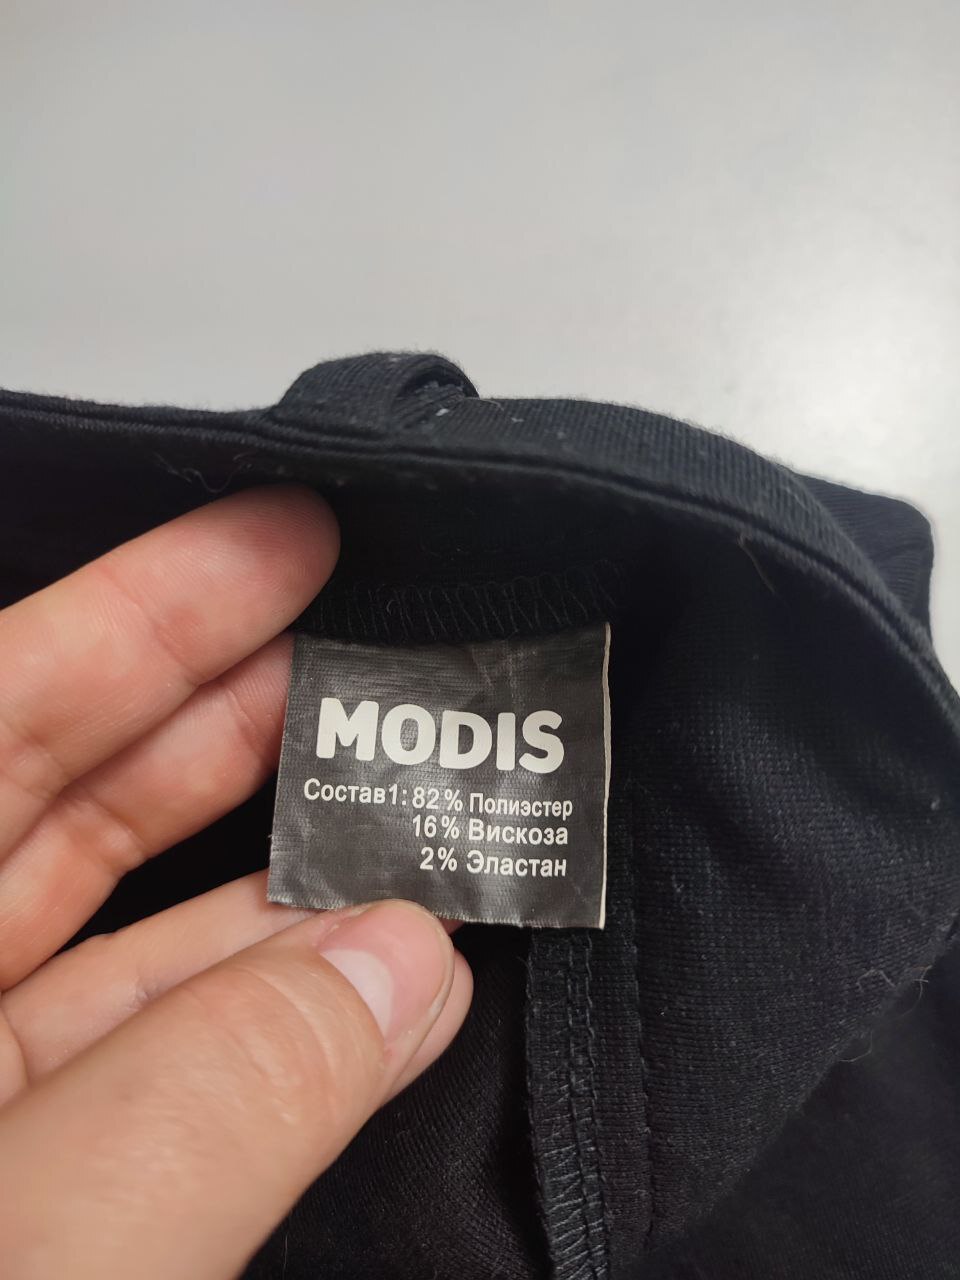 MODIS
Состав1: 82% Полиэстер
16% Вискоза
2% Эластан